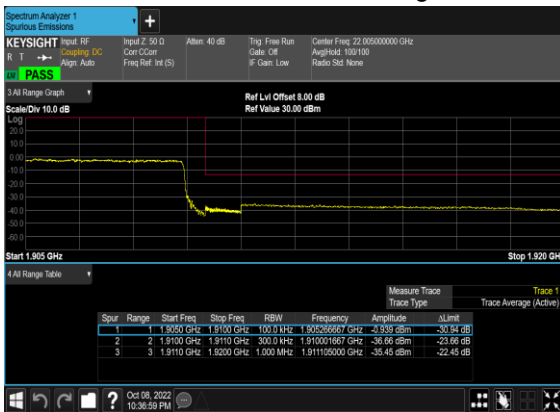 Spectrum Analyzer 1
Spurious Emissions
KEYSIGHT
R T
Input: RF
Coupling: DC
Align: Auto
Input Z: 50 Ω
Corr CCorr
Freq Ref: Int (S)
Atten: 40 dB
Trig: Free Run
Gate: Off
IF Gain: Low
Center Freq: 22.005000000 GHz
Avg|Hold: 100/100
Radio Std: None
PASS
3 All Range Graph
Scale/Div 10.0 dB
Ref Lvl Offset 8.00 dB
Ref Value 30.00 dBm
Log
20.0
10.0
0.00
-10.0
-20.0
-30.0
-40.0
-50.0
-60.0
Start 1.905 GHz
Stop 1.920 GH
4 All Range Table
Measure Trace Trace 1
Trace Type Trace Average (Active)
Spur Range Start Freq Stop Freq RBW Frequency Amplitude ΔLimit
1 1 1.9050 GHz 1.9100 GHz 100.0 kHz 1.905266667 GHz -0.939 dBm -30.94 dB
2 2 1.9100 GHz 1.9110 GHz 300.0 kHz 1.910001667 GHz -36.66 dBm -23.66 dB
3 3 1.9110 GHz 1.9200 GHz 1.000 MHz 1.911105000 GHz -35.45 dBm -22.45 dB
Oct 08, 2022
10:36:59 PM